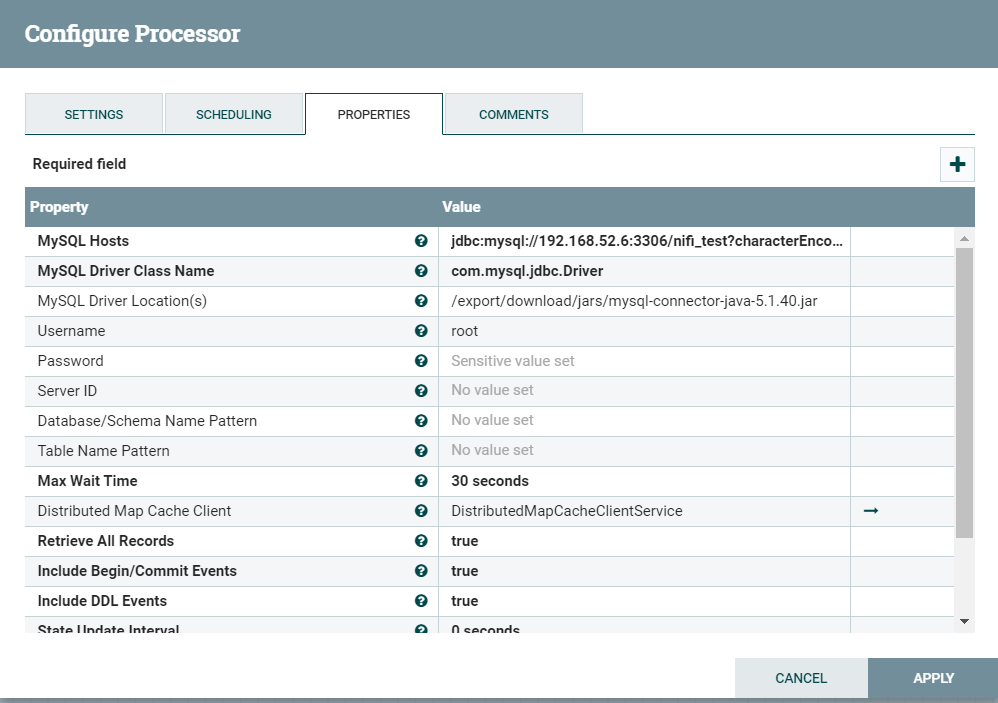 Configure Processor
SETTINGS SCHEDULING PROPERTIES COMMENTS
Required field
Property Value
MySQL Hosts jdbc:mysql://192.168.52.6:3306/nifi_test?characterEnco...
MySQL Driver Class Name com.mysql.jdbc.Driver
MySQL Driver Location(s) /export/download/jars/mysql-connector-java-5.1.40.jar
Username root
Password Sensitive value set
Server ID No value set
Database/Schema Name Pattern No value set
Table Name Pattern No value set
Max Wait Time 30 seconds
Distributed Map Cache Client DistributedMapCacheClientService
Retrieve All Records true
Include Begin/Commit Events true
Include DDL Events true
State Update Interval 0 seconds
CANCEL APPLY